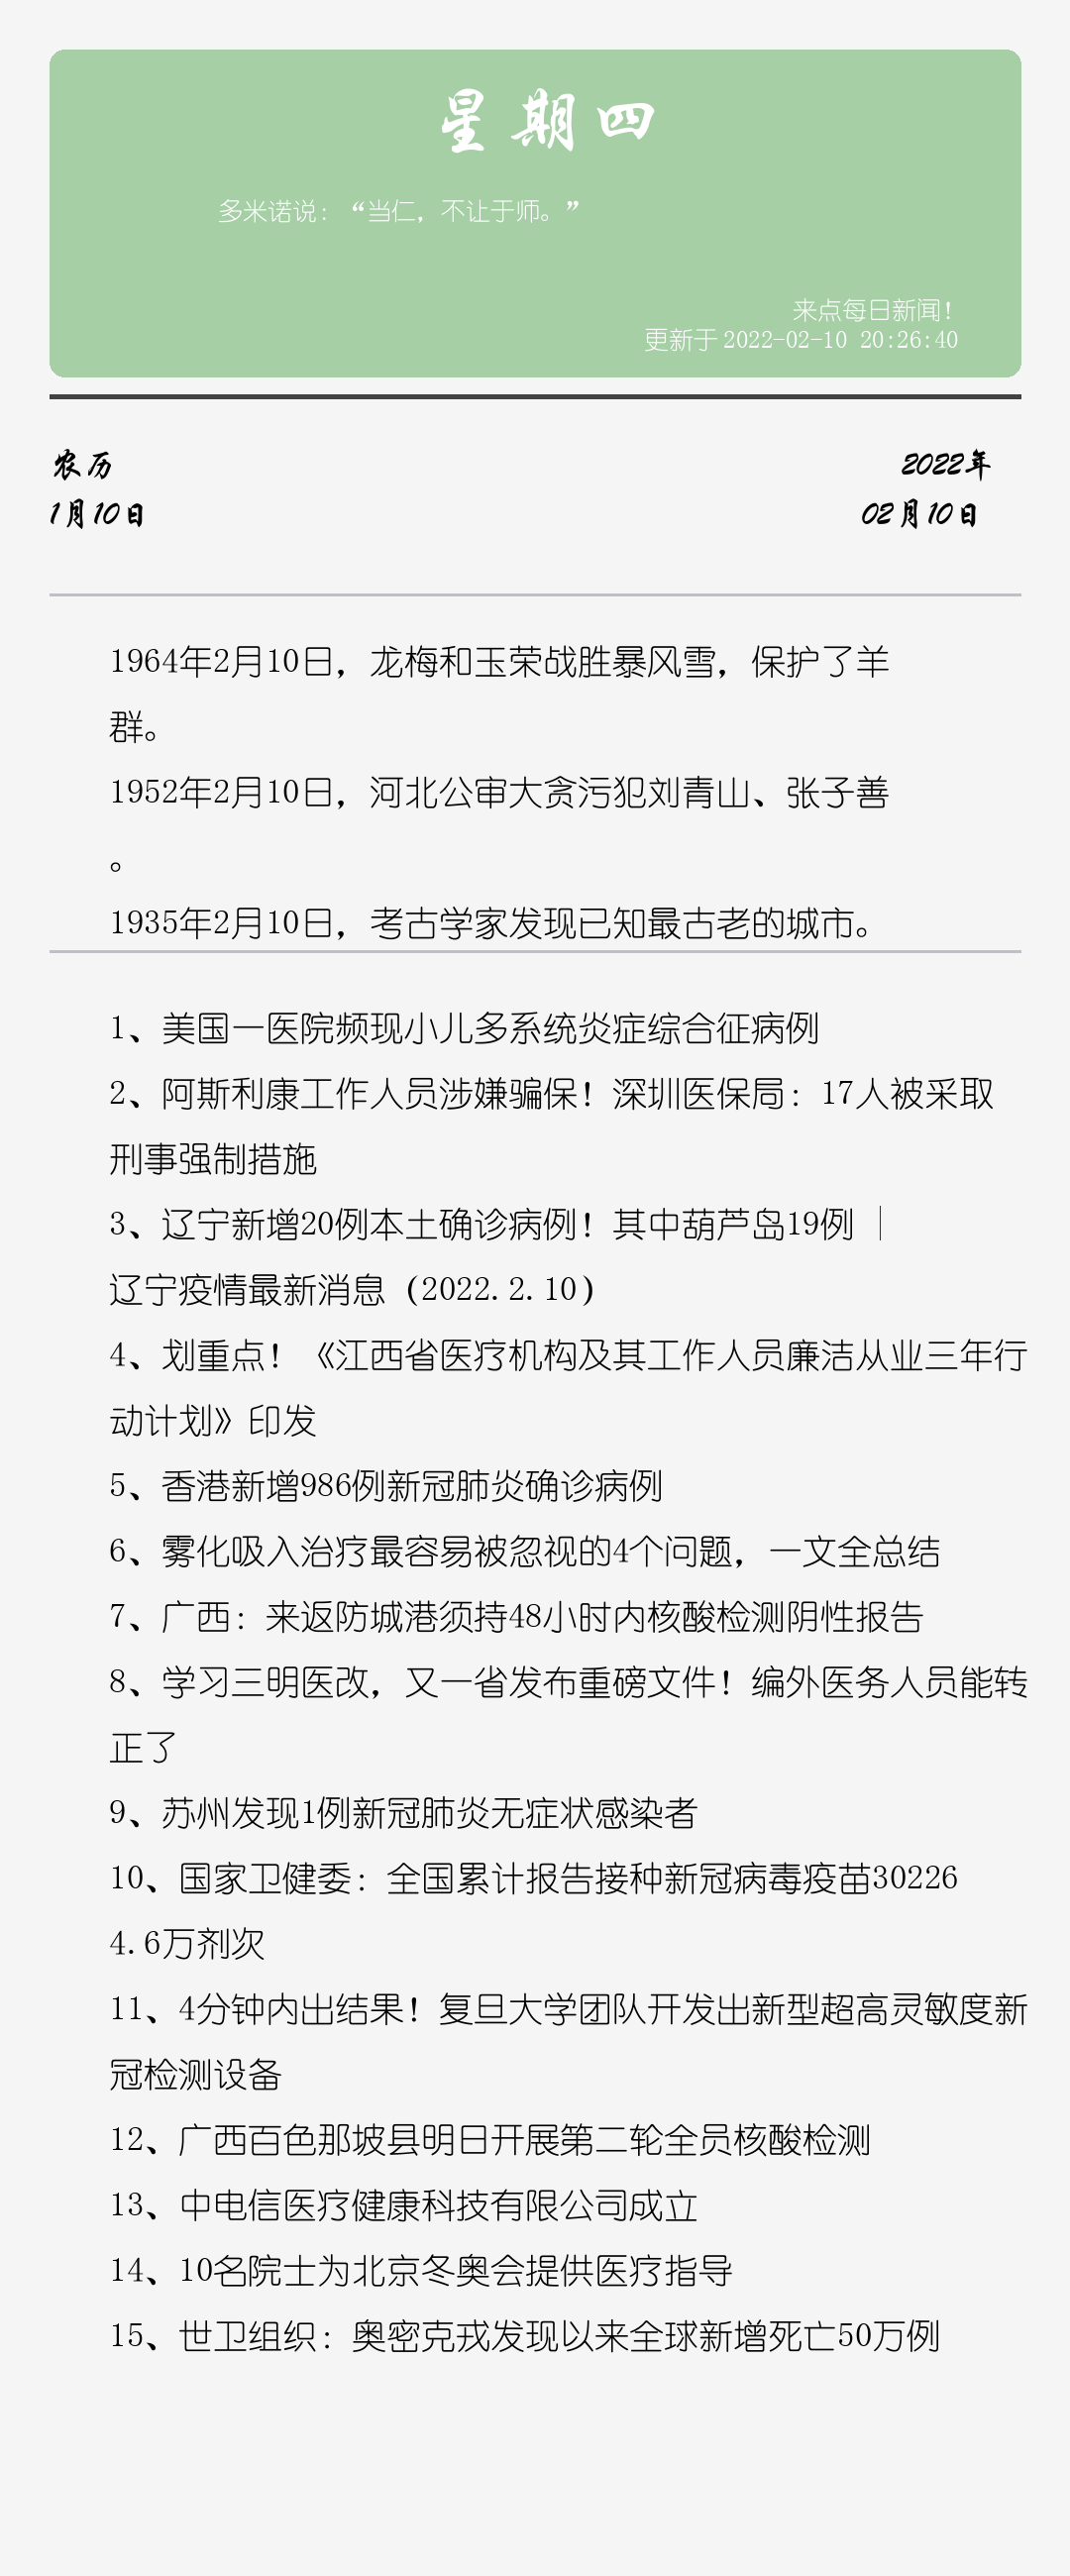 星期四
多米诺说：“当仁，不让于师。”
来点每日新闻！
更新于 2022-02-10 20:26:40
农历
2022年
1月10日
02月10日
1964年2月10日，龙梅和玉荣战胜暴风雪，保护了羊
群。
1952年2月10日，河北公审大贪污犯刘青山、张子善
。
1935年2月10日，考古学家发现已知最古老的城市。
1、美国一医院频现小儿多系统炎症综合征病例
2、阿斯利康工作人员涉嫌骗保！深圳医保局：17人被采取
刑事强制措施
3、辽宁新增20例本土确诊病例！其中葫芦岛19例 │
辽宁疫情最新消息（2022.2.10）
4、划重点！《江西省医疗机构及其工作人员廉洁从业三年行
动计划》印发
5、香港新增986例新冠肺炎确诊病例
6、雾化吸入治疗最容易被忽视的4个问题，一文全总结
7、广西：来返防城港须持48小时内核酸检测阴性报告
8、学习三明医改，又一省发布重磅文件！编外医务人员能转
正了
9、苏州发现1例新冠肺炎无症状感染者
10、国家卫健委：全国累计报告接种新冠病毒疫苗30226
4.6万剂次
11、4分钟内出结果！复旦大学团队开发出新型超高灵敏度新
冠检测设备
12、广西百色那坡县明日开展第二轮全员核酸检测
13、中电信医疗健康科技有限公司成立
14、10名院士为北京冬奥会提供医疗指导
15、世卫组织：奥密克戎发现以来全球新增死亡50万例